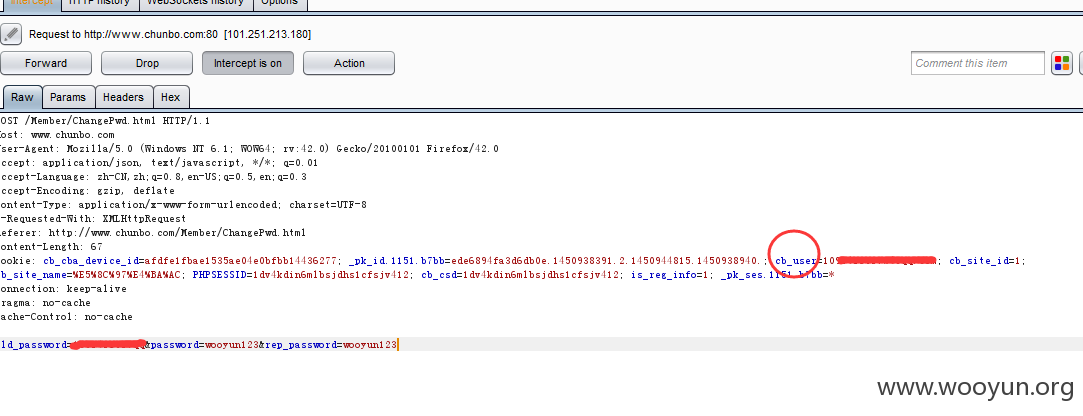 Intercept HTTP history WebSockets history Options
Request to http://www.chunbo.com:80 [101.251.213.180]
Forward Drop Intercept is on Action Comment this item
Raw Params Headers Hex
OST /Member/ChangePwd.html HTTP/1.1
ost: www.chunbo.com
ser-Agent: Mozilla/5.0 (Windows NT 6.1; WOW64; rv:42.0) Gecko/20100101 Firefox/42.0
ccept: application/json, text/javascript, */*; q=0.01
ccept-Language: zh-CN,zh;q=0.8,en-US;q=0.5,en;q=0.3
ccept-Encoding: gzip, deflate
ontent-Type: application/x-www-form-urlencoded; charset=UTF-8
-Requested-With: XMLHttpRequest
eferer: http://www.chunbo.com/Member/ChangePwd.html
ontent-Length: 67
ookie: cb_cba_device_id=afdfe1fbae1535ae04e0bfbb14436277; _pk_id.1151.b7bb=ede6894fa3d6db0e.1450938391.2.1450944815.1450938940.; cb_user=109 ; cb_site_id=1;
b_site_name=%E5%8C%97%E4%BA%AC; PHPSESSID=1dv4kdin6mlbsjdhs1cfsjv412; cb_csd=1dv4kdin6mlbsjdhs1cfsjv412; is_reg_info=1; _pk_ses.1151.b7bb=*
onnection: keep-alive
ragma: no-cache
ache-Control: no-cache
ld_password= &password=wooyun123&rep_password=wooyun123
www.wooyun.org